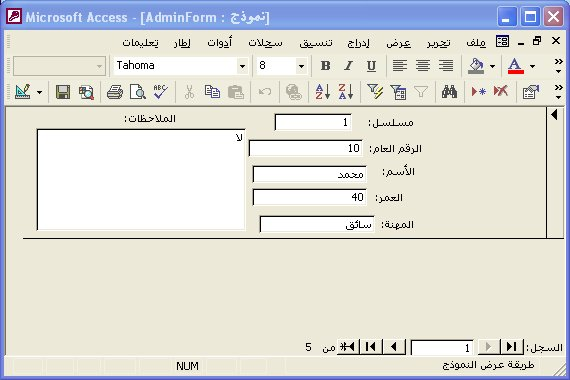 Microsoft Access - [AdminForm : نموذج]
ملف تحرير عرض إدراج تنسيق سجلات أدوات إطار تعليمات
Tahoma 8 B I U A
مسلسل: 1
الرقم العام: 10
الأسم: محمد
العمر: 40
المهنة: سائق
الملاحظات:
لا
السجل: 1 من 5
طريقة عرض النموذج
NUM